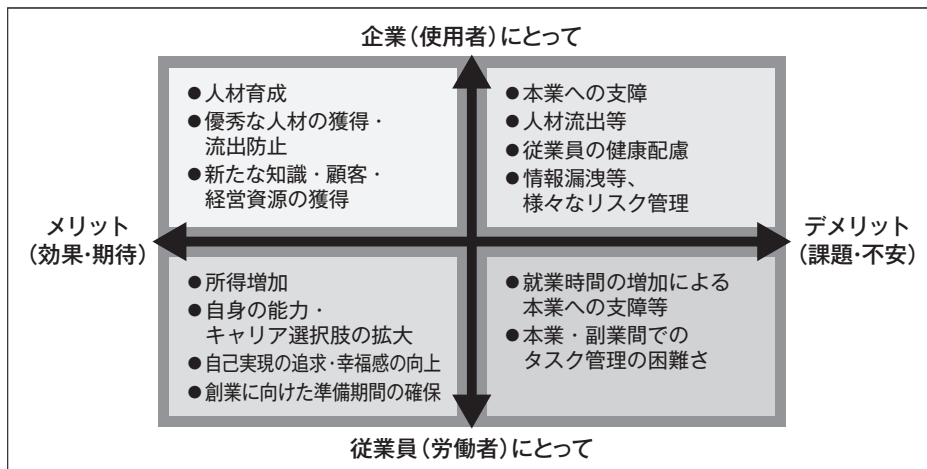 企業（使用者）にとって
●人材育成
●優秀な人材の獲得・
流出防止
●新たな知識・顧客・
経営資源の獲得
●本業への支障
●人材流出等
●従業員の健康配慮
●情報漏洩等、
様々なリスク管理
メリット
（効果・期待）
デメリット
（課題・不安）
●所得増加
●自身の能力・
キャリア選択肢の拡大
●自己実現の追求・幸福感の向上
●創業に向けた準備期間の確保
●就業時間の増加による
本業への支障等
●本業・副業間での
タスク管理の困難さ
従業員（労働者）にとって